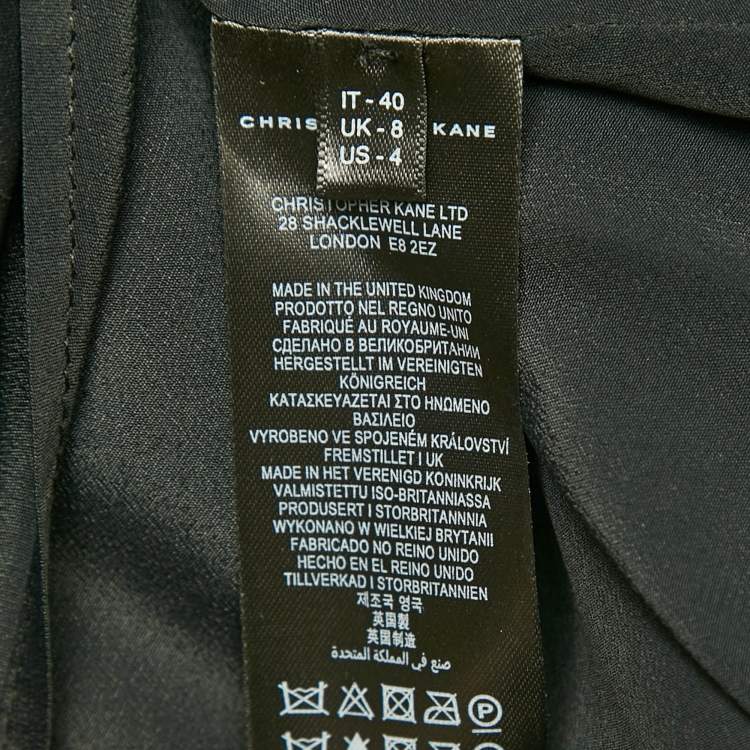 IT - 40
CHRIS UK - 8 KANE
US - 4
CHRISTOPHER KANE LTD
28 SHACKLEWELL LANE
LONDON E8 2EZ
MADE IN THE UNITED KINGDOM
PRODOTTO NEL REGNO UNITO
FABRIQUÉ AU ROYAUME-UNI
СДЕЛАНО В ВЕЛИКОБРИТАНИИ
HERGESTELLT IM VEREINIGTEN
KÖNIGREICH
ΚΑΤΑΣΚΕΥΑΖΕΤΑΙ ΣΤΟ ΗΝΩΜΕΝΟ
ΒΑΣΙΛΕΙΟ
VYROBENO VE SPOJENÉM KRÁLOVSTVÍ
FREMSTILLET I UK
MADE IN HET VERENIGD KONINKRIJK
VALMISTETTU ISO-BRITANNIASSA
PRODUSERT I STORBRITANNNIA
WYKONANO W WIELKIEJ BRYTANII
FABRICADO NO REINO UNIDO
HECHO EN EL REINO UNIDO
TILLVERKAD I STORBRITANNIEN
제조국 영국
英国製
英国制造
صنع في المملكة المتحدة
P